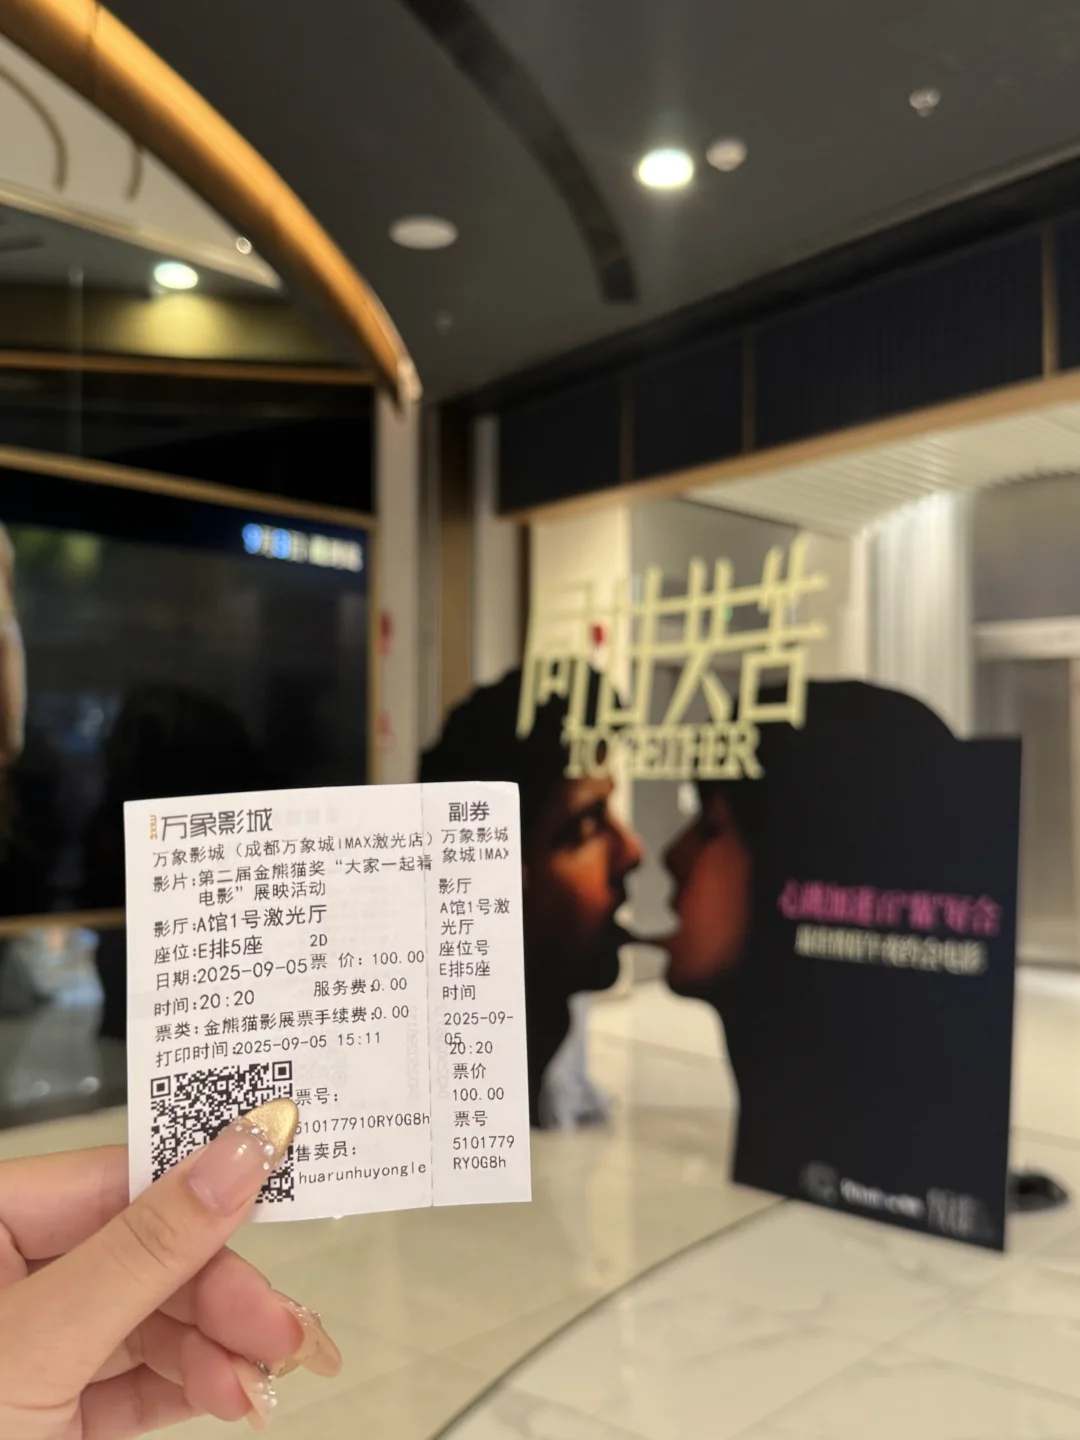 同甘共苦
TOGETHER
MIXC
万象影城
万象影城（成都万象城IMAX激光店）
影片：第二届金熊猫奖“大家一起看
电影”展映活动
影厅：A馆1号激光厅
座位：E排5座 2D
日期：2025-09-05 票 价：100.00
时间：20:20 服务费：0.00
票类：金熊猫影展票 手续费：0.00
打印时间：2025-09-05 15:11
票号：
510177910RY0G8h
售卖员：
huarunhuyongle
副券
万象影城
象城IMAX
影厅
A馆1号激
光厅
座位号
E排5座
时间
2025-09-
05
20:20
票价
100.00
票号
5101779
RY0G8h